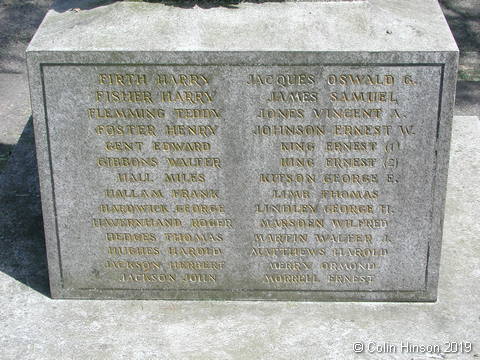 FIRTH HARRY
FISHER HARRY
FLEMMING TEDDY
FOSTER HENRY
GENT EDWARD
GIBBONS WALTER
HALL MILES
HALLAM FRANK
HARDWICK GEORGE
HAVERNHAND ROGER
HEDGES THOMAS
HUGHES HAROLD
JACKSON HERBERT
JACKSON JOHN
JACQUES OSWALD G.
JAMES SAMUEL
JONES VINCENT A.
JOHNSON ERNEST W.
KING ERNEST (1)
KING ERNEST (2)
GEORGE E.
LIMB THOMAS
LINDLEY GEORGE H.
MARSDEN WILFRED
MARTIN WALTER J.
MATTHEWS HAROLD
MERRY ORMOND
MORRELL ERNEST
© Colin Hinson 2019